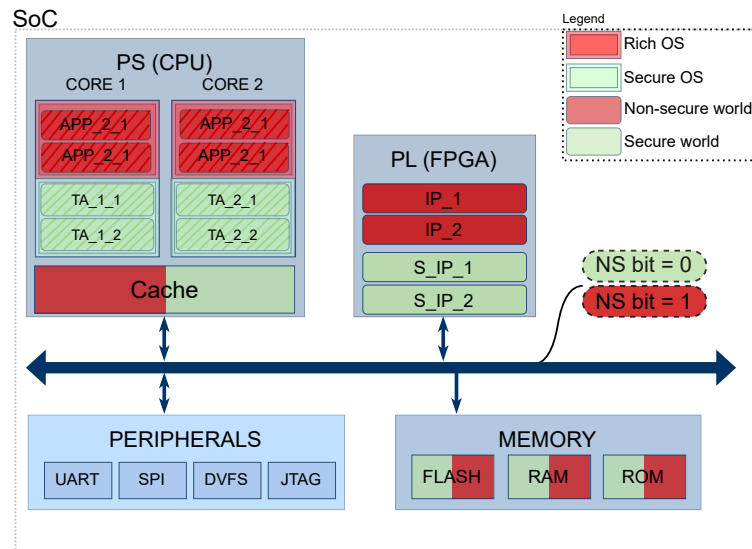 SoC
Legend
Rich OS
Secure OS
Non-secure world
Secure world
PS (CPU)
CORE 1
CORE 2
APP_2_1
APP_2_1
APP_2_1
APP_2_1
TA_1_1
TA_2_1
TA_1_2
TA_2_2
Cache
PL (FPGA)
IP_1
IP_2
S_IP_1
S_IP_2
NS bit = 0
NS bit = 1
PERIPHERALS
UART
SPI
DVFS
JTAG
MEMORY
FLASH
RAM
ROM